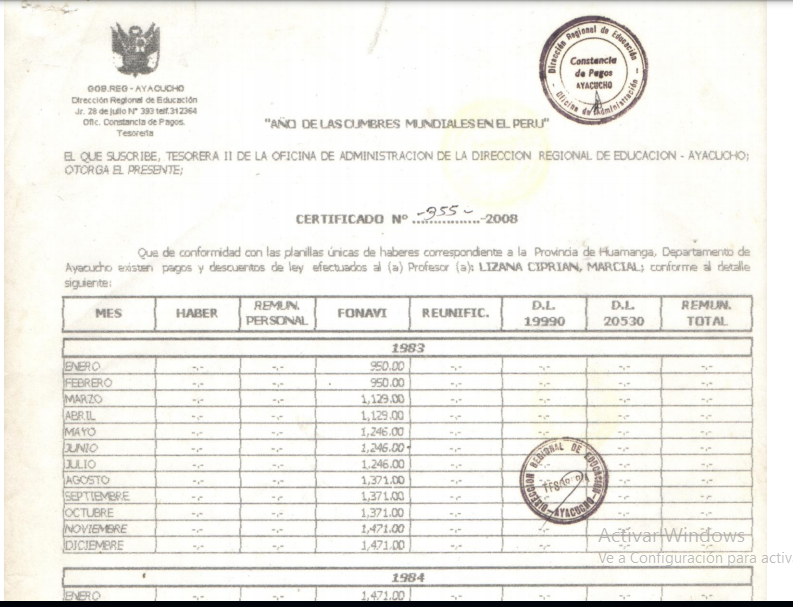 GOB.REG - AYACUCHO
Dirección Regional de Educación
Jr. 28 de julio Nº 383 telf.312364
Ofic. Constancia de Pagos.
Tesorería
Dirección Regional de Educación
Constancia
de Pagos
AYACUCHO
Oficina de Administración
"AÑO DE LAS CUMBRES MUNDIALES EN EL PERU"
EL QUE SUSCRIBE, TESORERA II DE LA OFICINA DE ADMINISTRACION DE LA DIRECCION REGIONAL DE EDUCACION - AYACUCHO;
OTORGA EL PRESENTE;
CERTIFICADO Nº ..-955-..-2008
Que de conformidad con las planillas únicas de haberes correspondiente a la Provincia de Huamanga, Departamento de
Ayacucho existen pagos y descuentos de ley efectuados al (a) Profesor (a): LIZANA CIPRIAN, MARCIAL; conforme al detalle
siguiente:
MES HABER REMUN. PERSONAL FONAVI REUNIFIC. D.L. 19990 D.L. 20530 REMUN. TOTAL
1983
ENERO -.- -.- 950.00 -.- -.- -.- -.-
FEBRERO -.- -.- 950.00 -.- -.- -.- -.-
MARZO -.- -.- 1,129.00 -.- -.- -.- -.-
ABRIL -.- -.- 1,129.00 -.- -.- -.- -.-
MAYO -.- -.- 1,246.00 -.- -.- -.- -.-
JUNIO -.- -.- 1,246.00 -.- -.- -.- -.-
JULIO -.- -.- 1,246.00 -.- -.- -.- -.-
AGOSTO -.- -.- 1,371.00 -.- -.- -.- -.-
SEPTIEMBRE -.- -.- 1,371.00 -.- -.- -.- -.-
OCTUBRE -.- -.- 1,371.00 -.- -.- -.- -.-
NOVIEMBRE -.- -.- 1,471.00 -.- -.- -.- -.-
DICIEMBRE -.- -.- 1,471.00 -.- -.- -.- -.-
DIRECCION REGIONAL DE EDUCACION
AYACUCHO
Activar Windows
Ve a Configuración para activ
1984
ENERO -.- -.- 1,471.00 -.- -.- -.- -.-